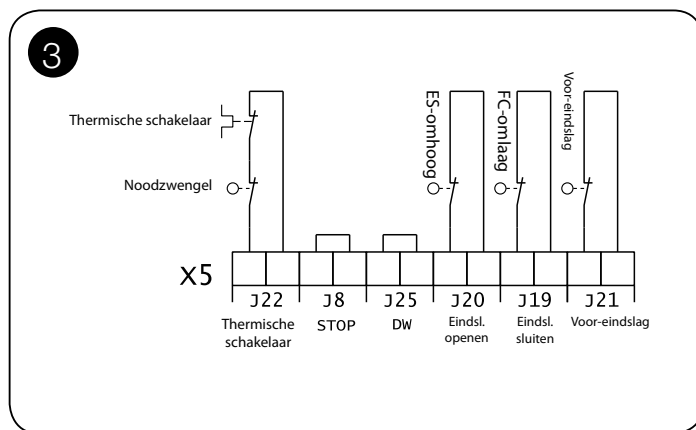 3
Thermische schakelaar
Noodzwengel
ES-omhoog
FC-omlaag
Voor-eindslag
X5
J22
J8
J25
J20
J19
J21
Thermische
schakelaar
STOP
DW
Eindsl.
openen
Eindsl.
sluiten
Voor-eindslag